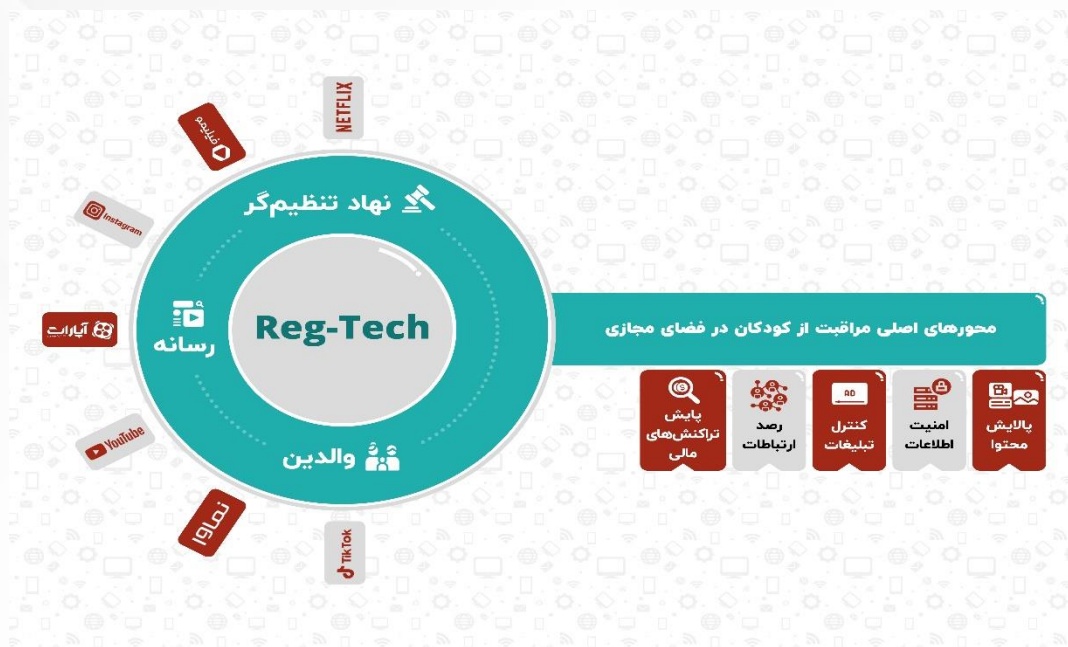 NETFLIX
فیلیمو
Instagram
آپارات
YouTube
نماوا
TikTok
نهاد تنظیم‌گر
رسانه
والدین
Reg-Tech
محورهای اصلی مراقبت از کودکان در فضای مجازی
پالایش
محتوا
امنیت
اطلاعات
AD
کنترل
تبلیغات
رصد
ارتباطات
پایش
تراکنش‌های
مالی